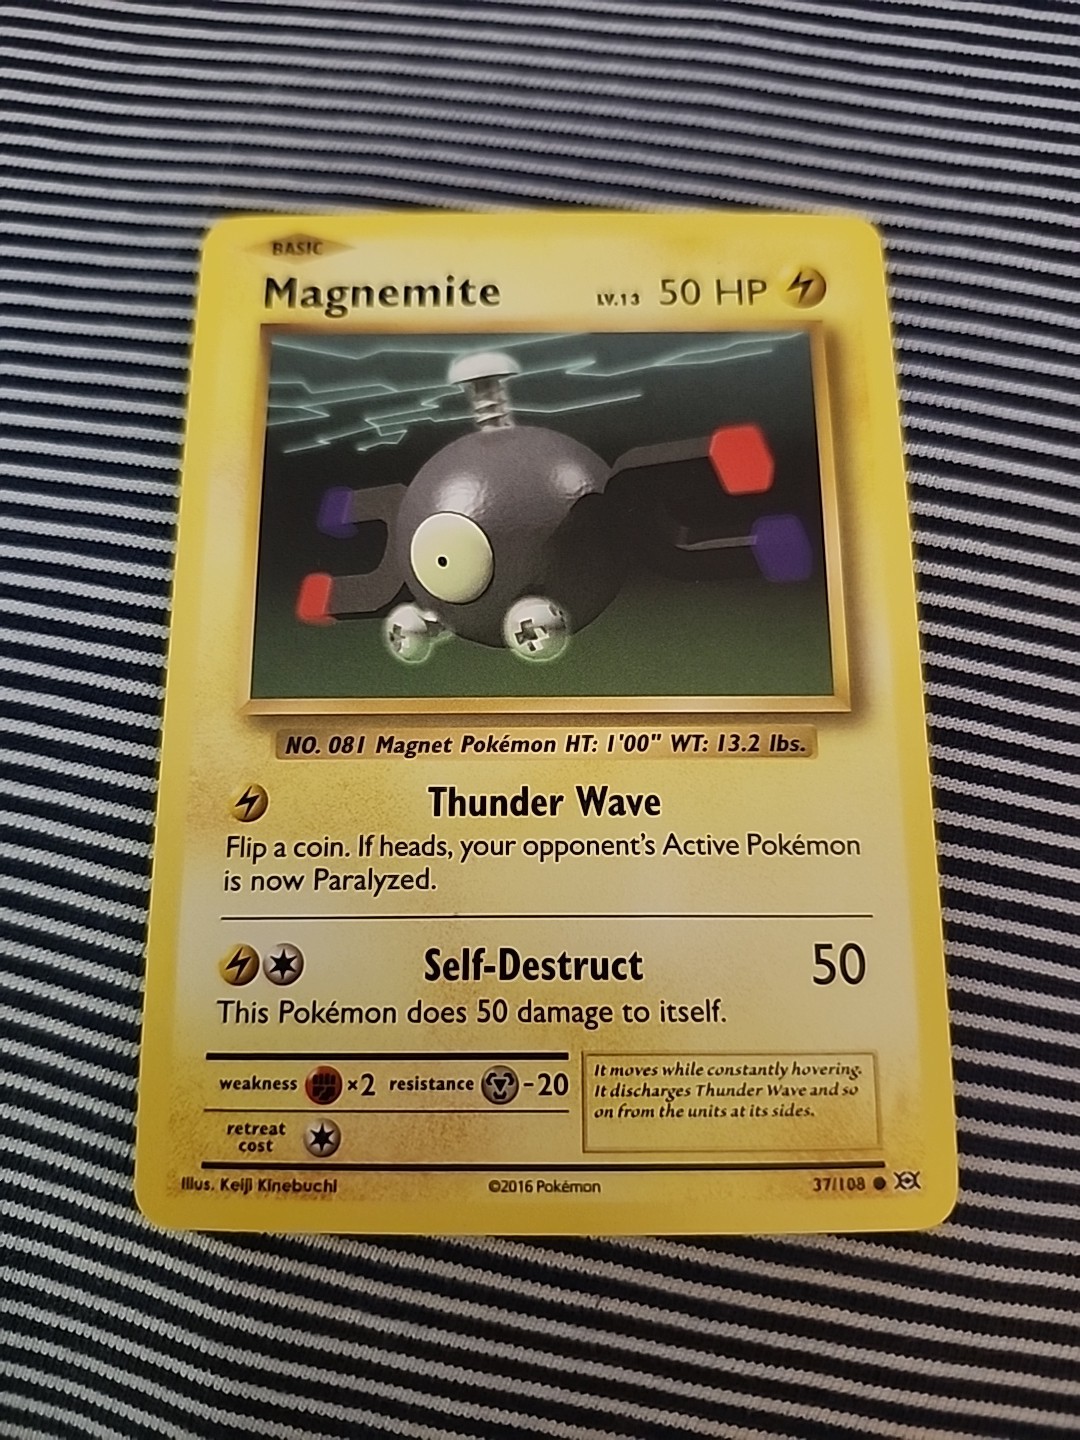 BASIC
Magnemite LV.13 50 HP
NO. 081 Magnet Pokémon HT: 1'00" WT: 13.2 lbs.
Thunder Wave
Flip a coin. If heads, your opponent's Active Pokémon
is now Paralyzed.
Self-Destruct 50
This Pokémon does 50 damage to itself.
weakness ×2 resistance -20
retreat
cost
It moves while constantly hovering.
It discharges Thunder Wave and so
on from the units at its sides.
Illus. Keiji Kinebuchi ©2016 Pokémon 37/108